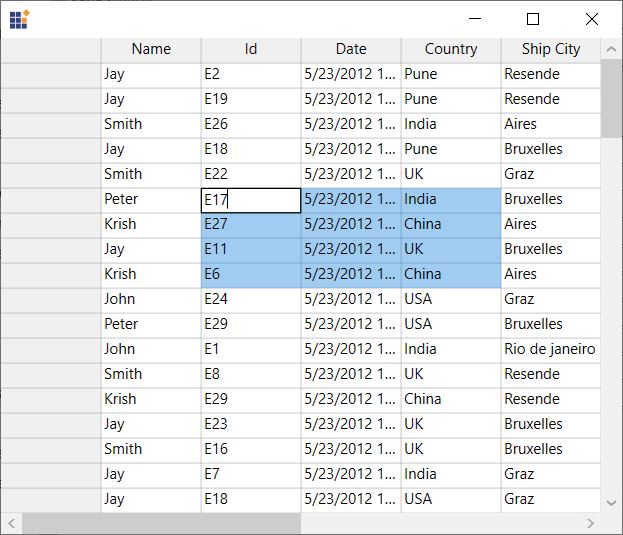 Name Id Date Country Ship City
Jay E2 5/23/2012 1... Pune Resende
Jay E19 5/23/2012 1... Pune Resende
Smith E26 5/23/2012 1... India Aires
Jay E18 5/23/2012 1... Pune Bruxelles
Smith E22 5/23/2012 1... UK Graz
Peter E17 5/23/2012 1... India Bruxelles
Krish E27 5/23/2012 1... China Aires
Jay E11 5/23/2012 1... UK Bruxelles
Krish E6 5/23/2012 1... China Aires
John E24 5/23/2012 1... USA Graz
Peter E29 5/23/2012 1... USA Bruxelles
John E1 5/23/2012 1... India Rio de janeiro
Smith E8 5/23/2012 1... UK Resende
Krish E29 5/23/2012 1... China Resende
Jay E23 5/23/2012 1... UK Bruxelles
Smith E16 5/23/2012 1... UK Bruxelles
Jay E7 5/23/2012 1... India Graz
Jay E18 5/23/2012 1... USA Graz